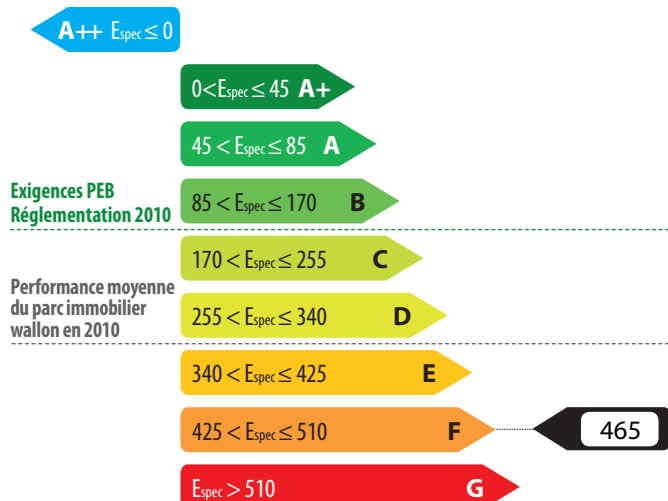 A++ Espec ≤ 0
0<Espec ≤ 45 A+
45 < Espec ≤ 85 A
Exigences PEB
Réglementation 2010
85 < Espec ≤ 170 B
170 < Espec ≤ 255 C
Performance moyenne
du parc immobilier
wallon en 2010
255 < Espec ≤ 340 D
340 < Espec ≤ 425 E
425 < Espec ≤ 510 F
465
Espec > 510 G